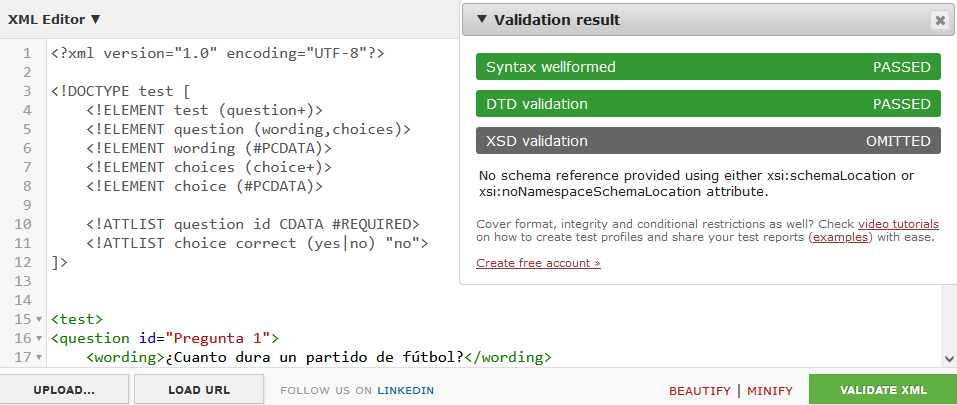 XML Editor ▼
Validation result
Syntax wellformed PASSED
DTD validation PASSED
XSD validation OMITTED
No schema reference provided using either xsi:schemaLocation or
xsi:noNamespaceSchemaLocation attribute.
Cover format, integrity and conditional restrictions as well? Check video tutorials
on how to create test profiles and share your test reports (examples) with ease.
Create free account »
1 <?xml version="1.0" encoding="UTF-8"?>
2
3 <!DOCTYPE test [
4 <!ELEMENT test (question+)>
5 <!ELEMENT question (wording,choices)>
6 <!ELEMENT wording (#PCDATA)>
7 <!ELEMENT choices (choice+)>
8 <!ELEMENT choice (#PCDATA)>
9
10 <!ATTLIST question id CDATA #REQUIRED>
11 <!ATTLIST choice correct (yes|no) "no">
12 ]>
13
14
15 <test>
16 <question id="Pregunta 1">
17 <wording>¿Cuanto dura un partido de fútbol?</wording>
UPLOAD... LOAD URL FOLLOW US ON LINKEDIN BEAUTIFY | MINIFY VALIDATE XML